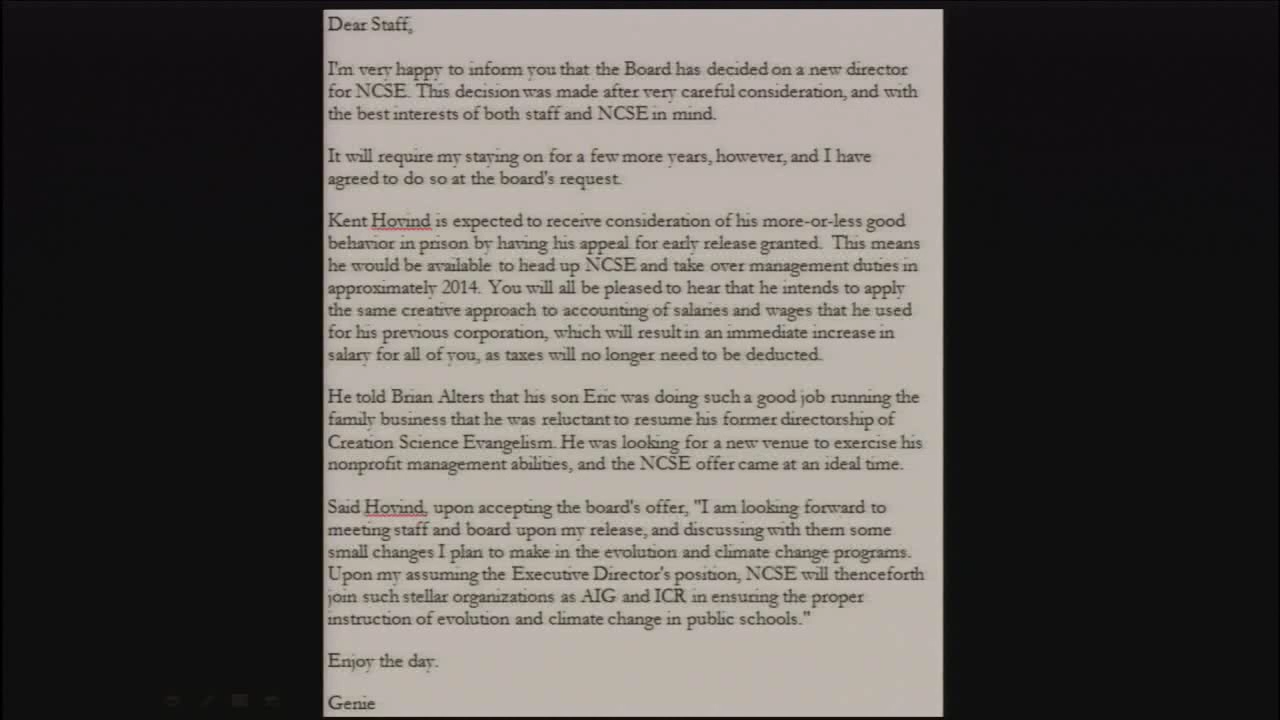 Dear Staff,
I'm very happy to inform you that the Board has decided on a new director
for NCSE. This decision was made after very careful consideration, and with
the best interests of both staff and NCSE in mind.
It will require my staying on for a few more years, however, and I have
agreed to do so at the board's request.
Kent Hovind is expected to receive consideration of his more-or-less good
behavior in prison by having his appeal for early release granted.  This means
he would be available to head up NCSE and take over management duties in
approximately 2014.  You will all be pleased to hear that he intends to apply
the same creative approach to accounting of salaries and wages that he used
for his previous corporation, which will result in an immediate increase in
salary for all of you, as taxes will no longer need to be deducted.
He told Brian Alters that his son Eric was doing such a good job running the
family business that he was reluctant to resume his former directorship of
Creation Science Evangelism. He was looking for a new venue to exercise his
nonprofit management abilities, and the NCSE offer came at an ideal time.
Said Hovind, upon accepting the board's offer, "I am looking forward to
meeting staff and board upon my release, and discussing with them some
small changes I plan to make in the evolution and climate change programs.
Upon my assuming the Executive Director's position, NCSE will thenceforth
join such stellar organizations as AIG and ICR in ensuring the proper
instruction of evolution and climate change in public schools."
Enjoy the day.
Genie